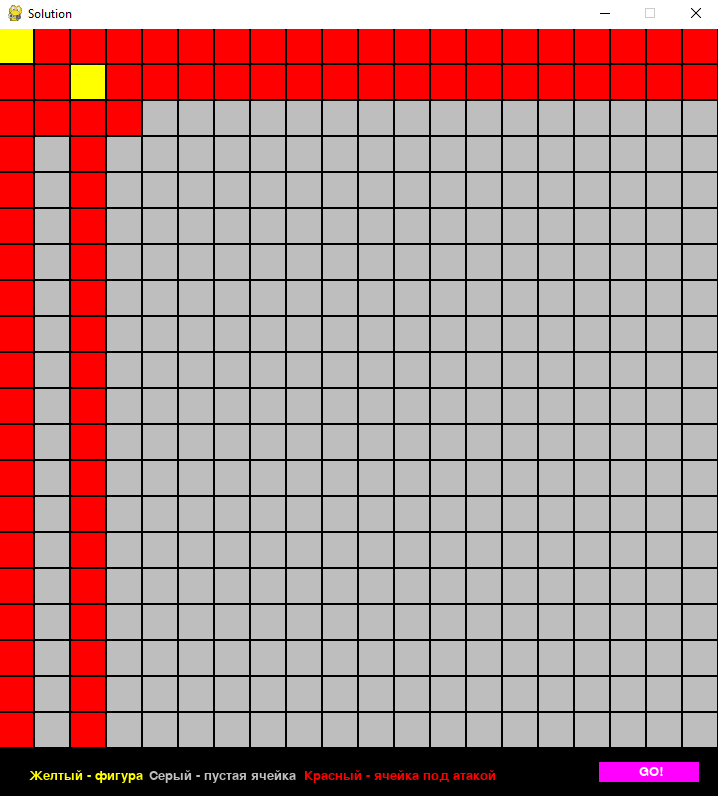 Solution
Желтый - фигура Серый - пустая ячейка Красный - ячейка под атакой
GO!